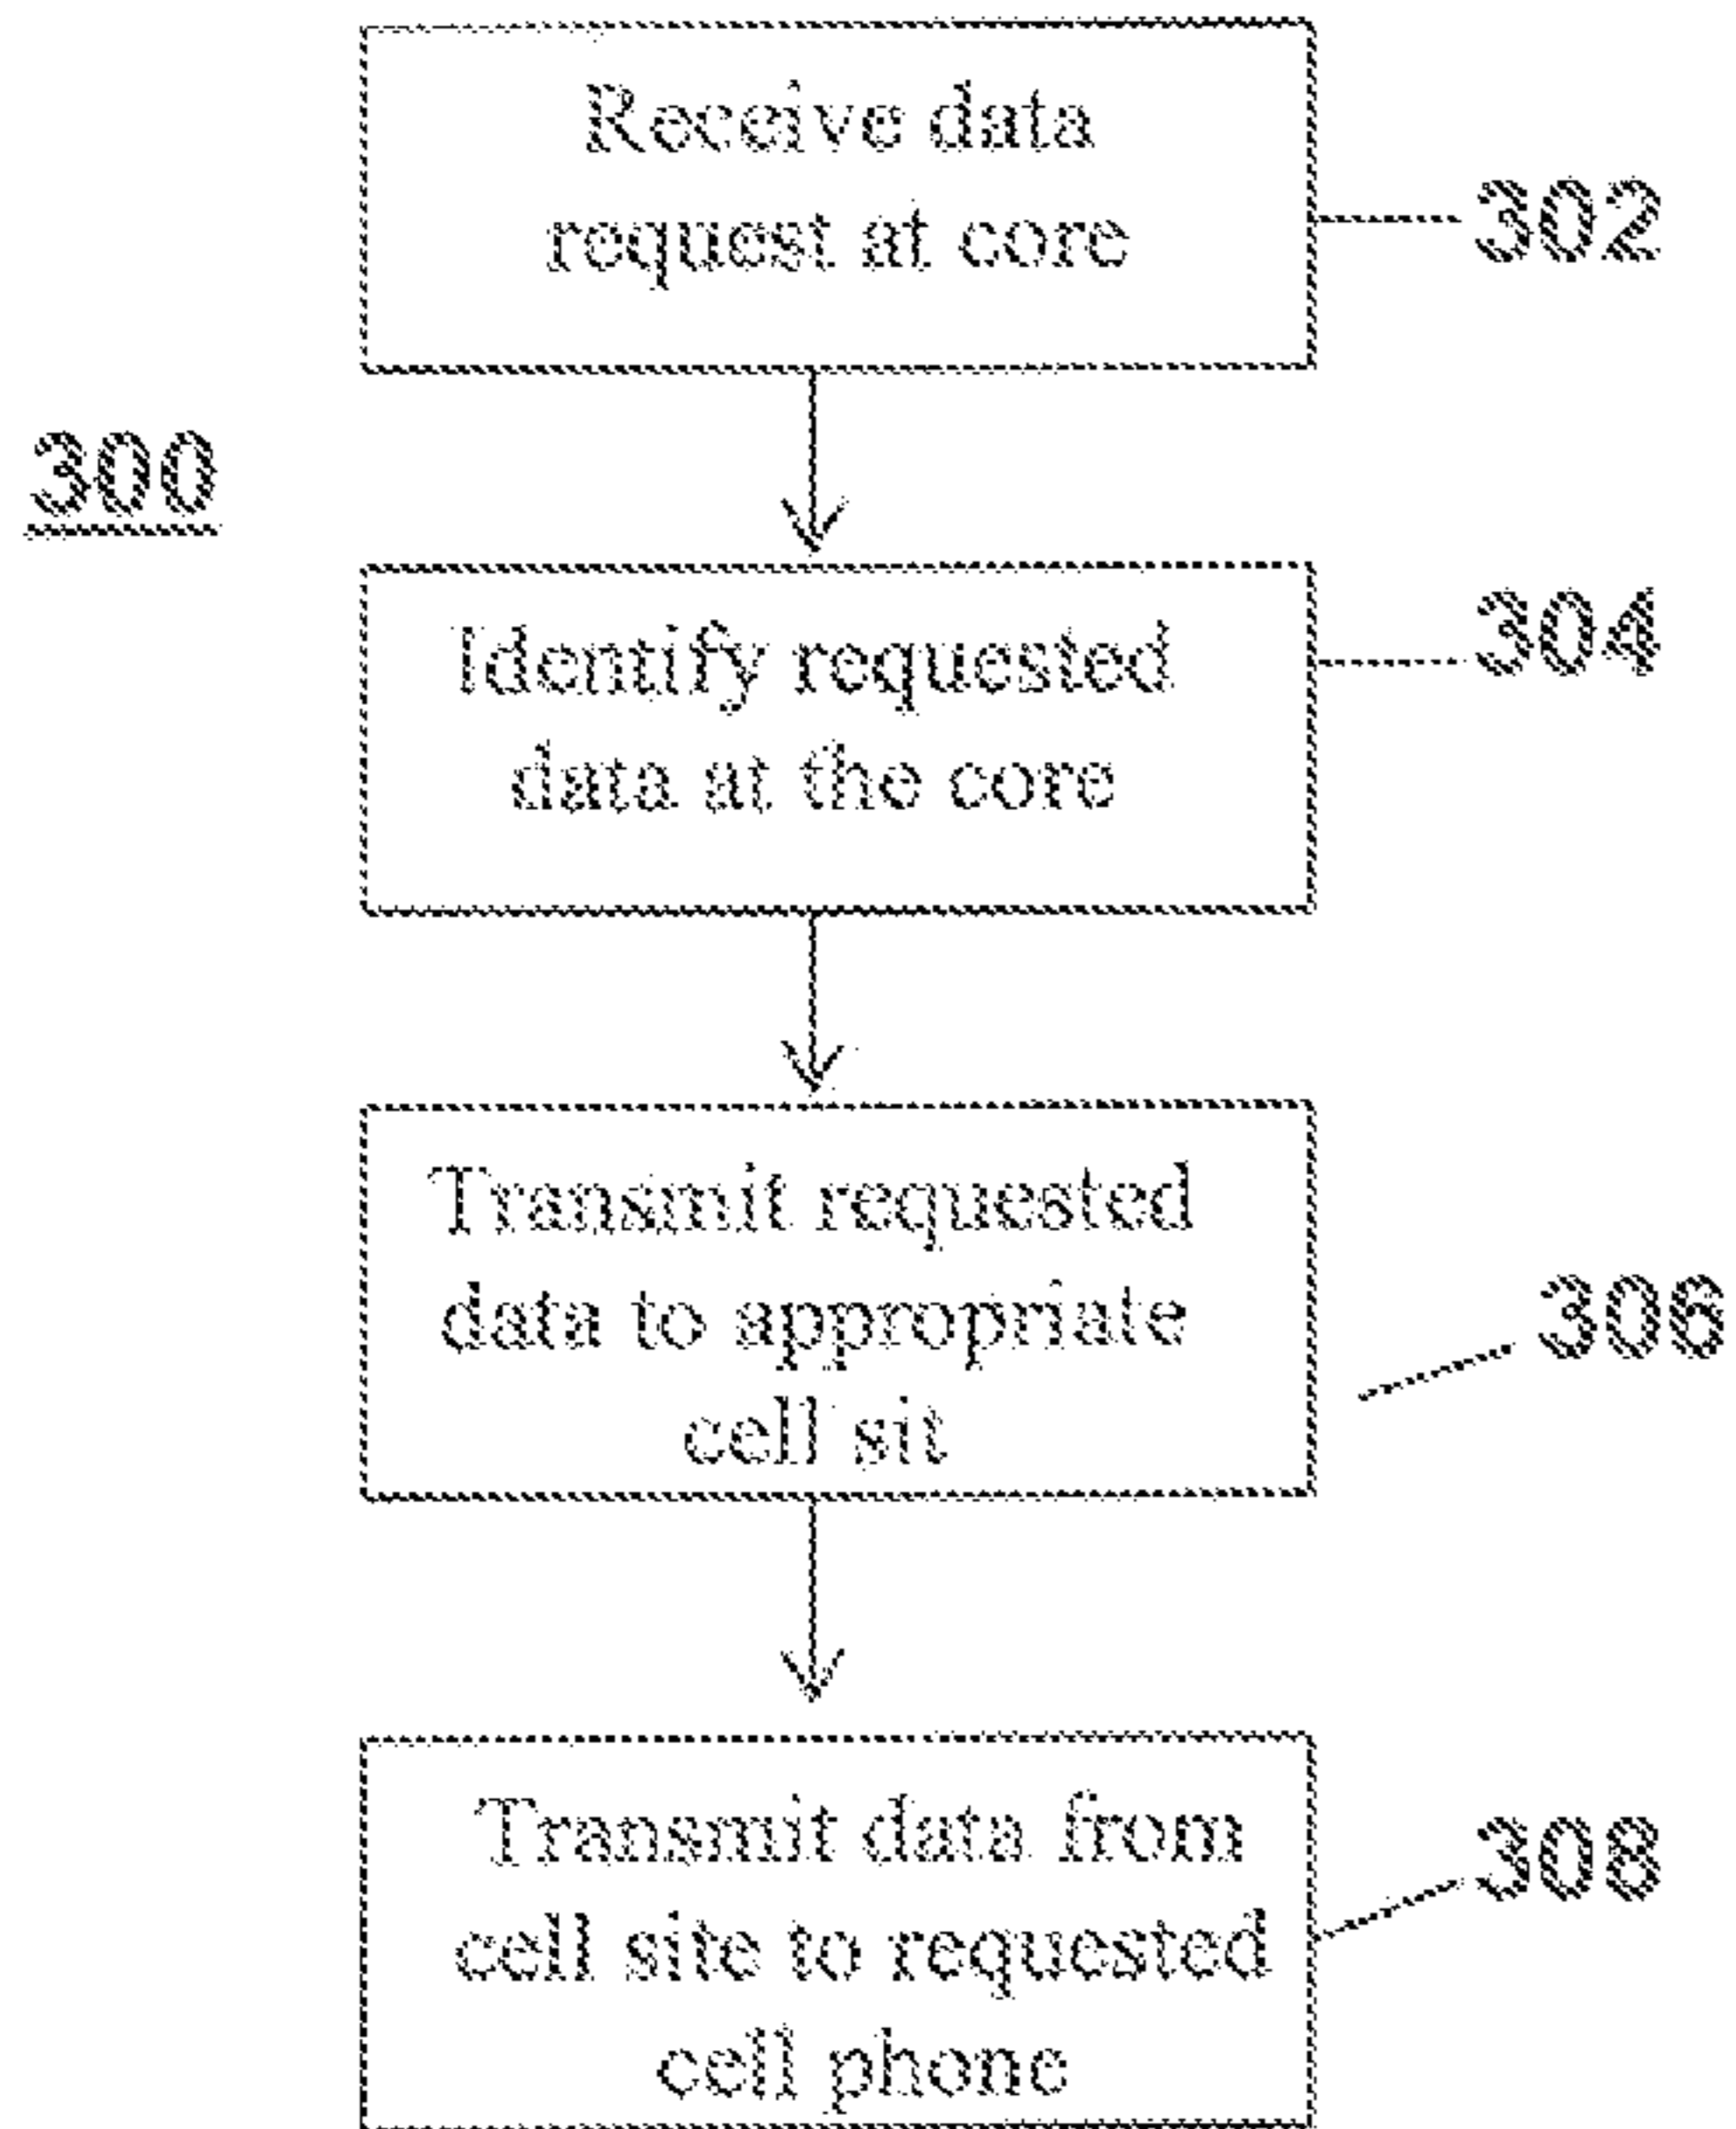 Receive data
request at core
302
300
Identify requested
data at the core
304
Transmit requested
data to appropriate
cell sit
306
Transmit data from
cell site to requested
cell phone
308